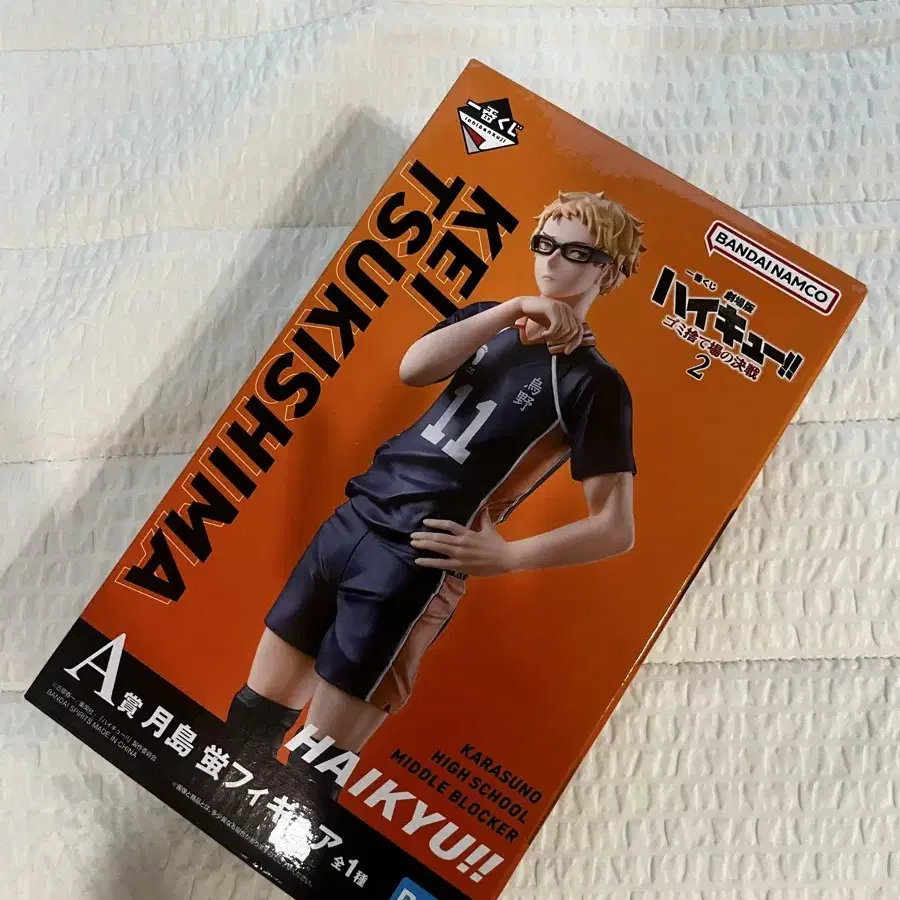 一番くじ
ichibankuji
KEI
TSUKISHIMA
BANDAI NAMCO
一番くじ 劇場版
ハイキュー!!
ゴミ捨て場の決戦
2
烏野
11
A賞 月島 蛍フィギュア 全1種
BANDAI SPIRITS MADE IN CHINA
HAIKYU!!
KARASUNO
HIGH SCHOOL
MIDDLE BLOCKER